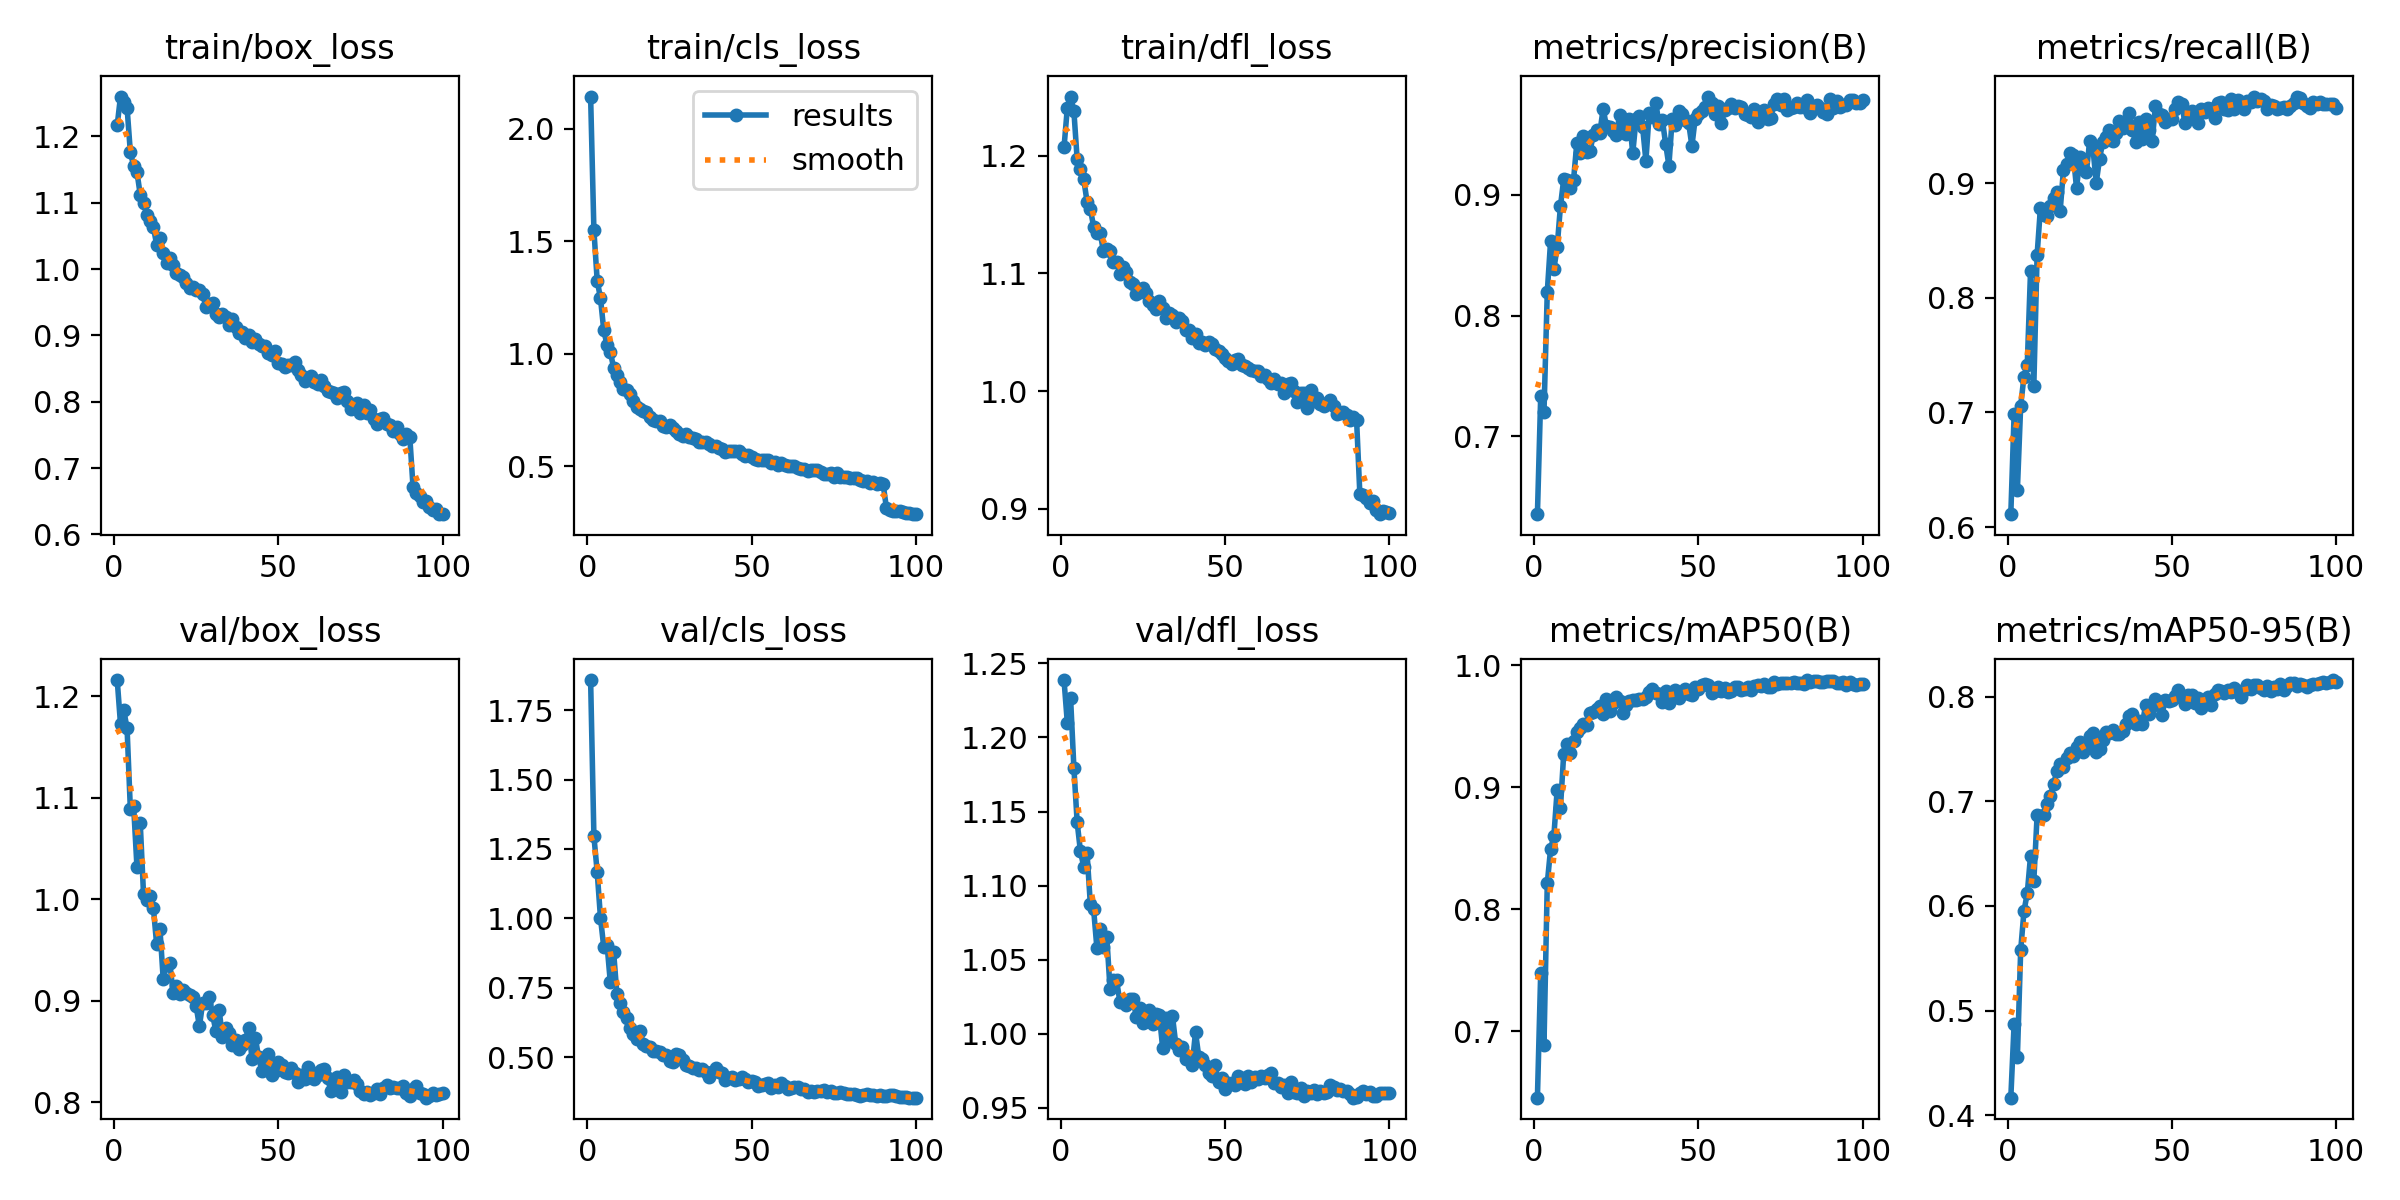 train/box_loss
train/cls_loss
train/dfl_loss
metrics/precision(B)
metrics/recall(B)
results
smooth
1.2
1.1
1.0
0.9
0.8
0.7
0.6
0 50 100
2.0
1.5
1.0
0.5
0 50 100
1.2
1.1
1.0
0.9
0 50 100
0.9
0.8
0.7
0 50 100
0.9
0.8
0.7
0.6
0 50 100
val/box_loss
val/cls_loss
val/dfl_loss
metrics/mAP50(B)
metrics/mAP50-95(B)
1.2
1.1
1.0
0.9
0.8
0 50 100
1.75
1.50
1.25
1.00
0.75
0.50
0 50 100
1.25
1.20
1.15
1.10
1.05
1.00
0.95
0 50 100
1.0
0.9
0.8
0.7
0 50 100
0.8
0.7
0.6
0.5
0.4
0 50 100